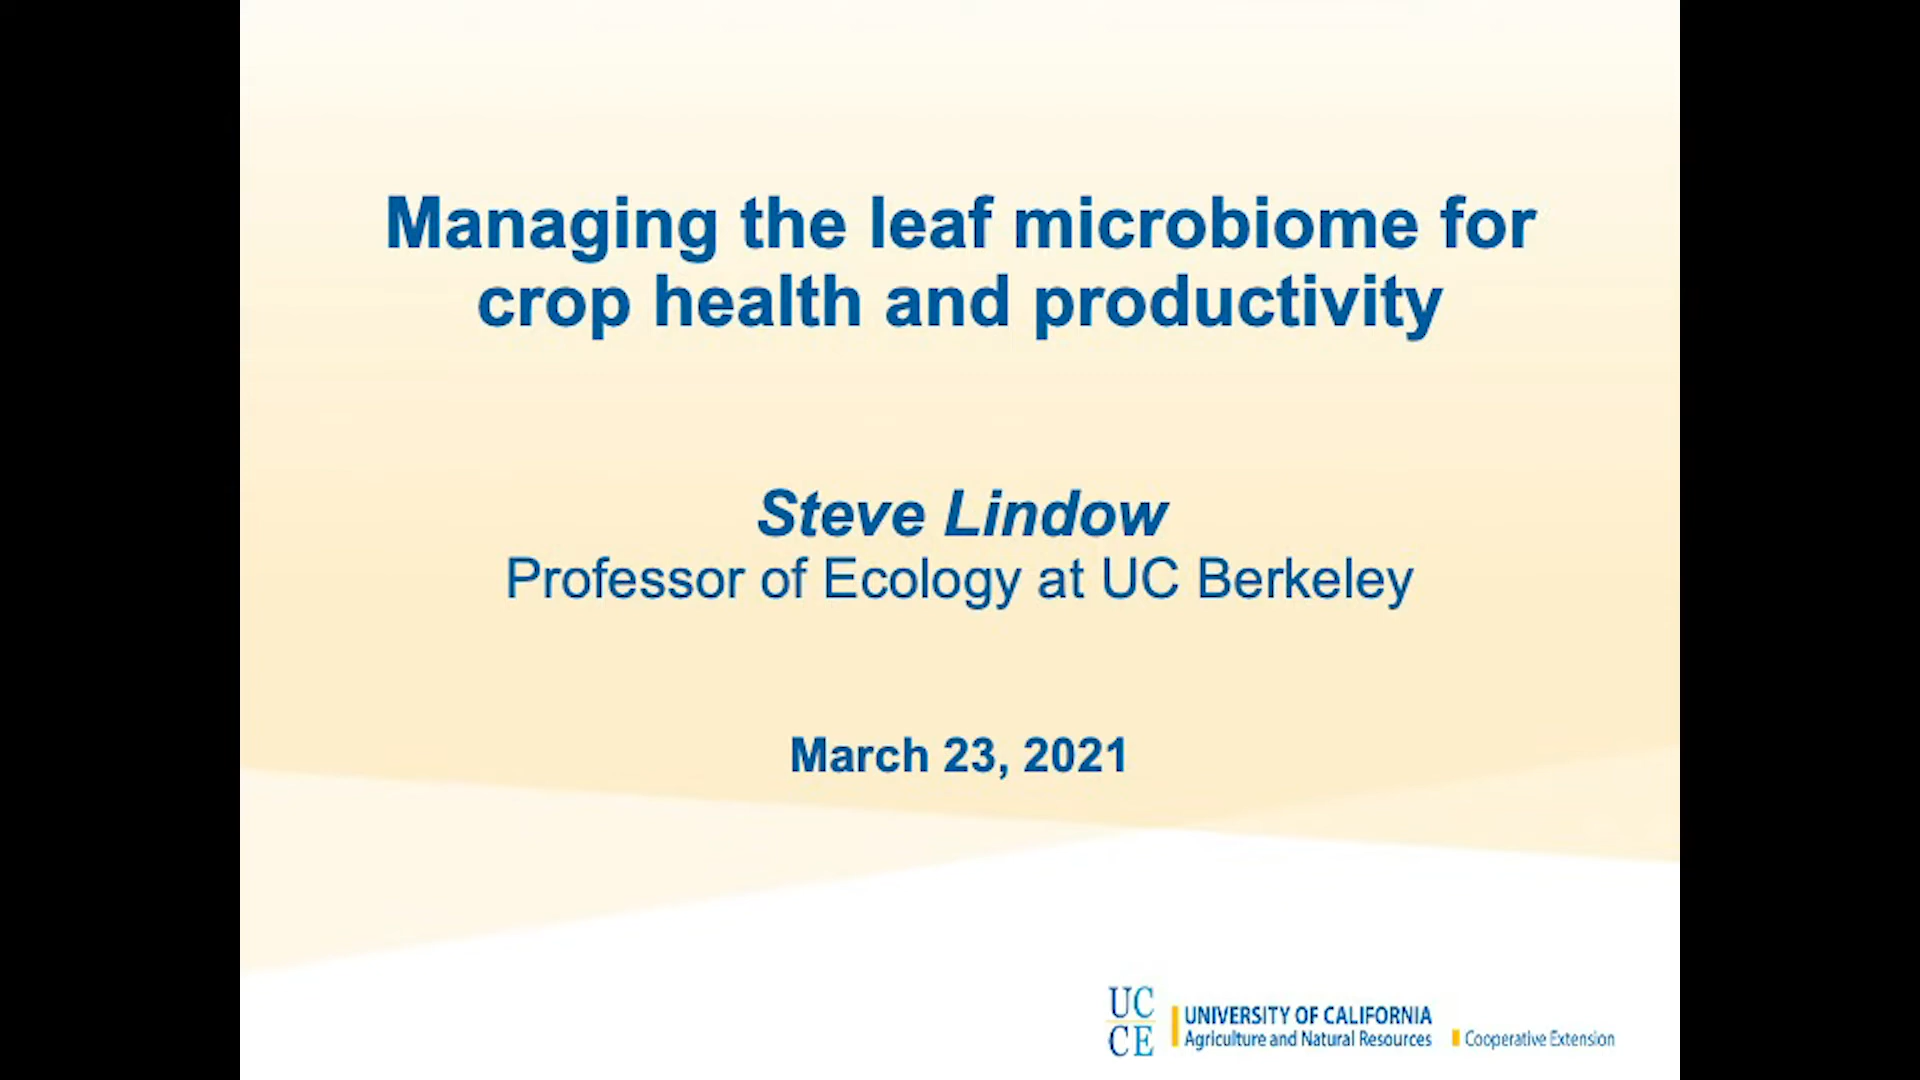 Managing the leaf microbiome for
crop health and productivity
Steve Lindow
Professor of Ecology at UC Berkeley
March 23, 2021
UC
CE
UNIVERSITY OF CALIFORNIA
Agriculture and Natural Resources
Cooperative Extension